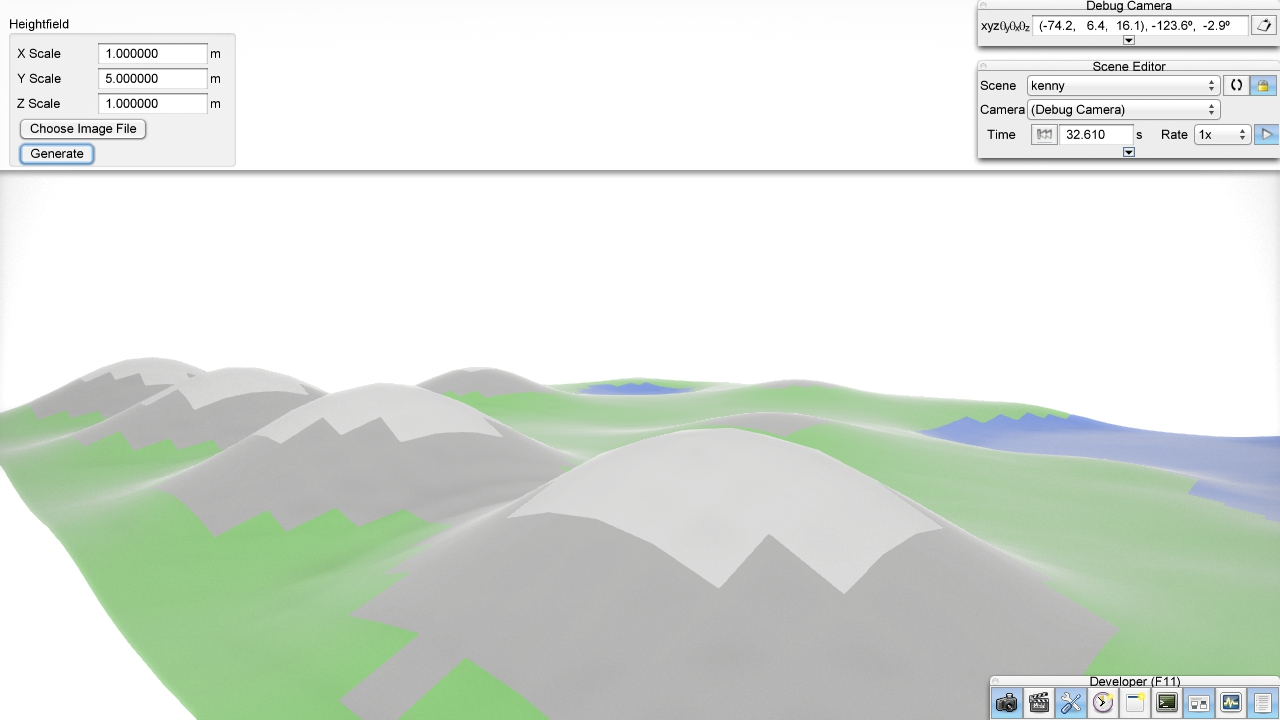 Heightfield
X Scale 1.000000 m
Y Scale 5.000000 m
Z Scale 1.000000 m
Choose Image File
Generate
Debug Camera
xyzθyθxθz (-74.2, 6.4, 16.1), -123.6º, -2.9º
Scene Editor
Scene kenny
Camera (Debug Camera)
Time 32.610 s Rate 1x
Developer (F11)